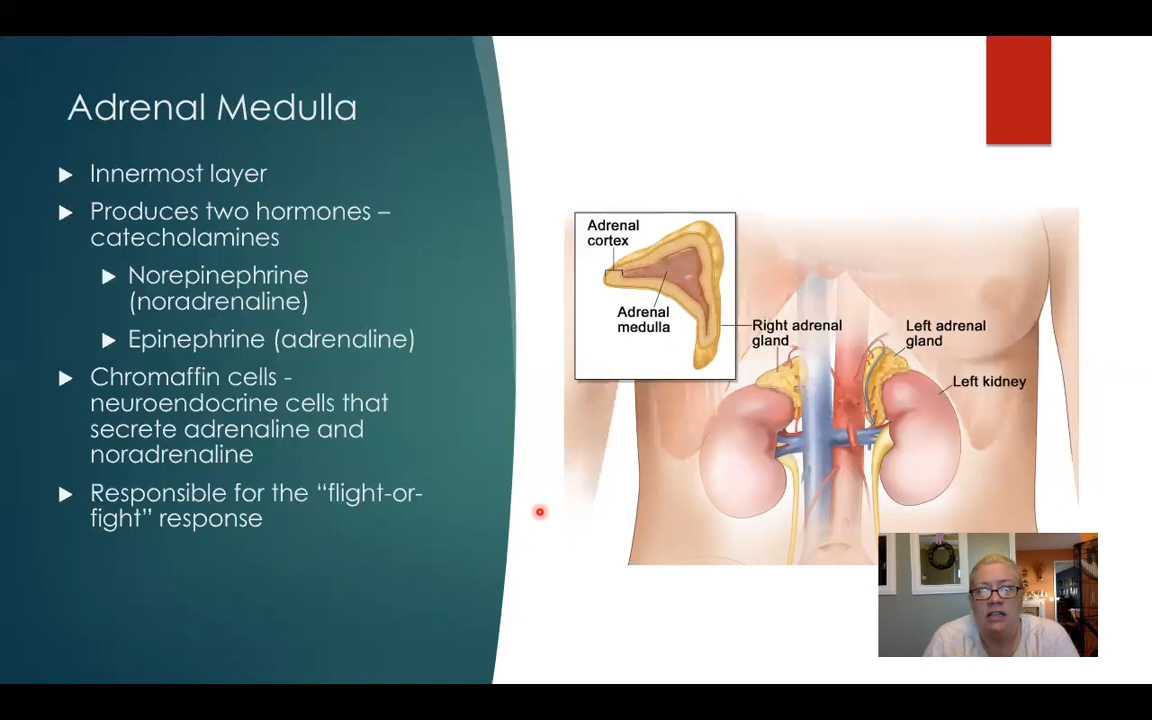 Adrenal Medulla
Innermost layer
Produces two hormones –
catecholamines
Norepinephrine
(noradrenaline)
Epinephrine (adrenaline)
Chromaffin cells -
neuroendocrine cells that
secrete adrenaline and
noradrenaline
Responsible for the “flight-or-
fight” response
Adrenal
cortex
Adrenal
medulla
Right adrenal
gland
Left adrenal
gland
Left kidney